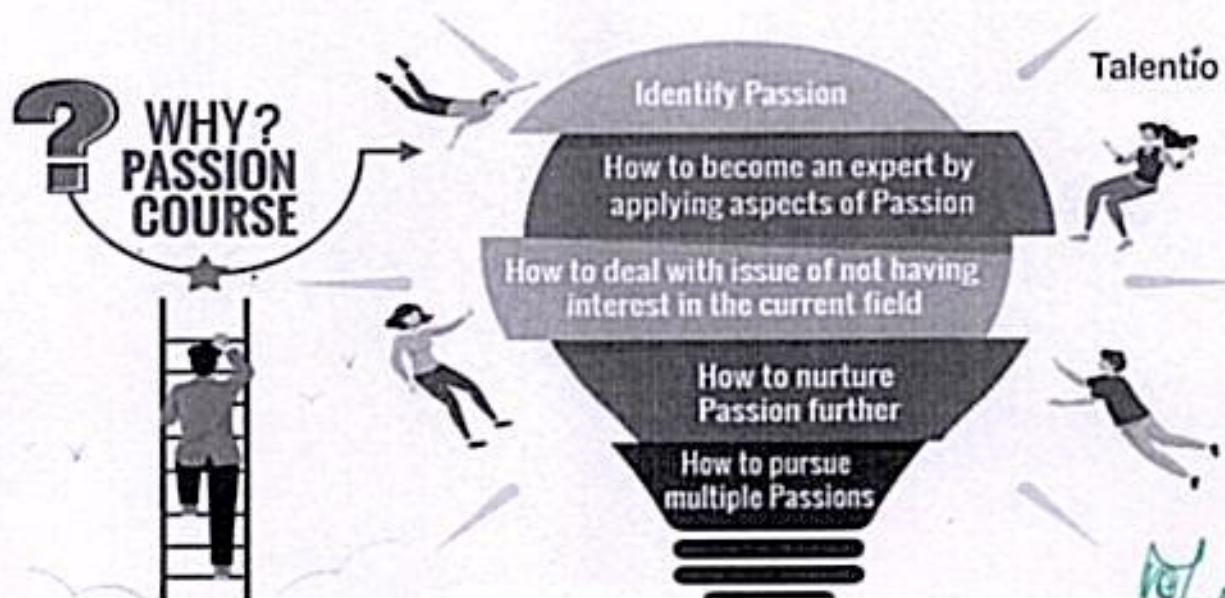 WHY?
PASSION
COURSE
Talentio
Identify Passion
How to become an expert by
applying aspects of Passion
How to deal with issue of not having
interest in the current field
How to nurture
Passion further
How to pursue
multiple Passions